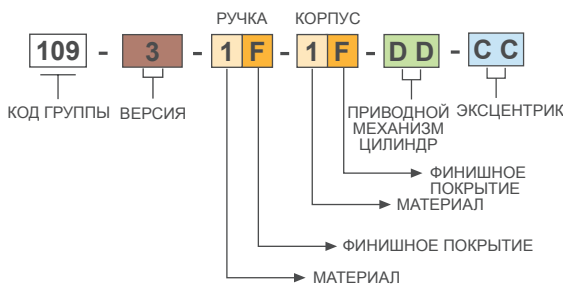 РУЧКА КОРПУС
109 - 3 - 1 F - 1 F - D D - C C
КОД ГРУППЫ ВЕРСИЯ ПРИВОДНОЙ ЭКСЦЕНТРИК
МЕХАНИЗМ
ЦИЛИНДР
ФИНИШНОЕ
ПОКРЫТИЕ
МАТЕРИАЛ
ФИНИШНОЕ ПОКРЫТИЕ
МАТЕРИАЛ